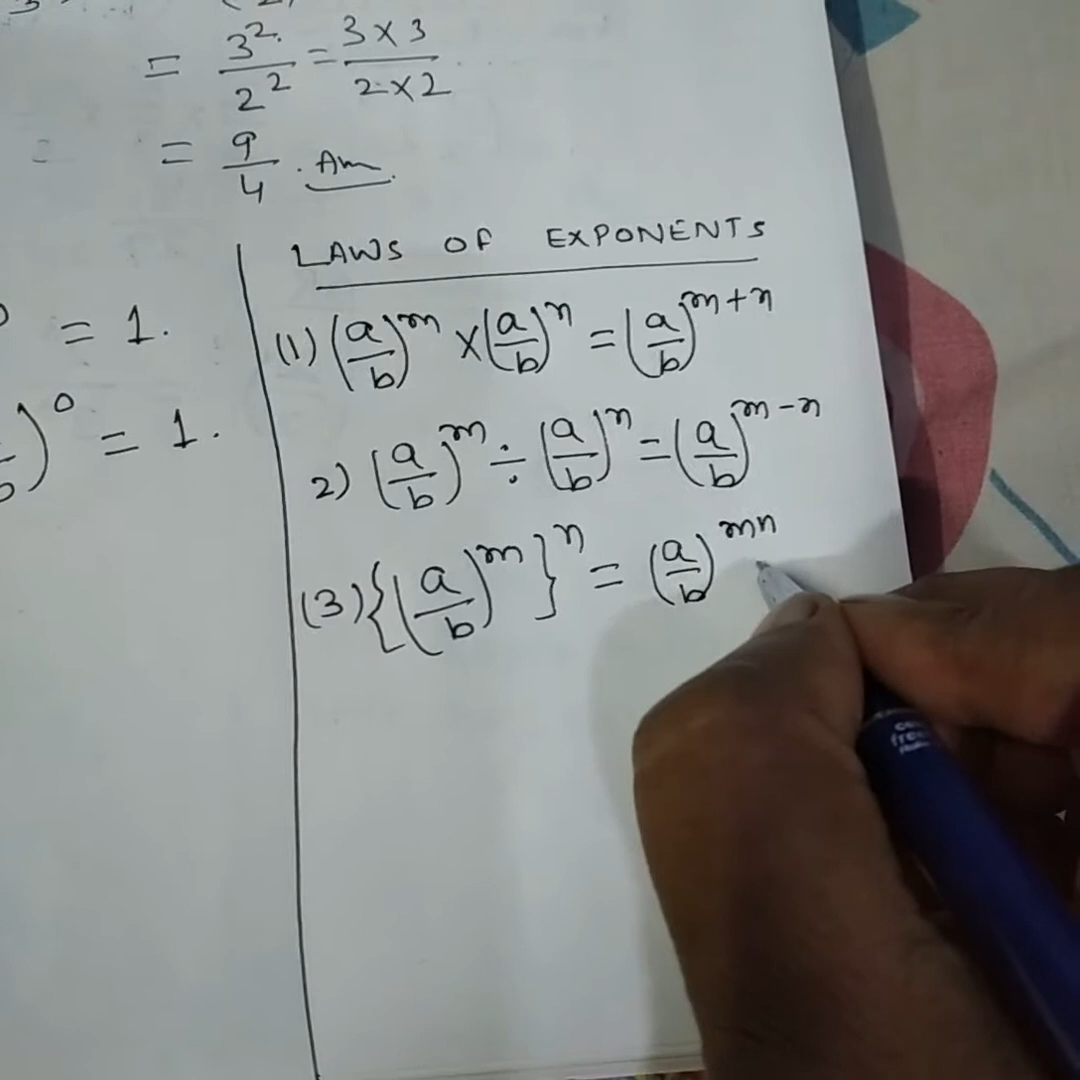 = 3²/2² = 3×3/2×2
= 9/4 . Ans.
= 1.
)⁰ = 1.
LAWS OF EXPONENTS
(1) (a/b)^m × (a/b)^n = (a/b)^m+n
2) (a/b)^m ÷ (a/b)^n = (a/b)^m-n
(3) {(a/b)^m}^n = (a/b)^mn